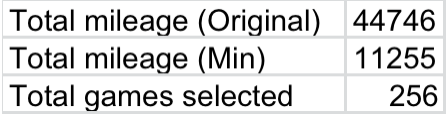 Total mileage (Original) 44746
Total mileage (Min) 11255
Total games selected 256